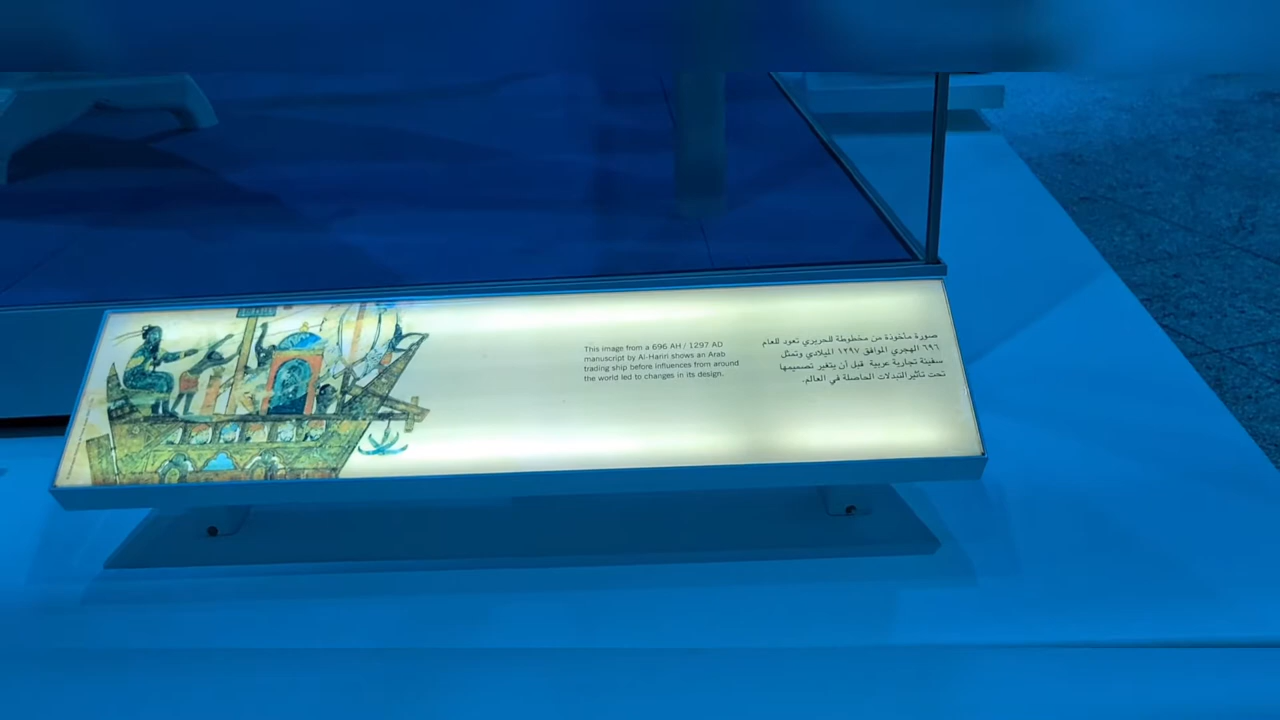 This image from a 696 AH / 1297 AD
manuscript by Al-Hariri shows an Arab
trading ship before influences from around
the world led to changes in its design.
صورة مأخوذة من مخطوطة للحريري تعود للعام
٦٩٦ الهجري الموافق ١٢٩٧ الميلادي وتمثل
سفينة تجارية عربية قبل أن يتغير تصميمها
تحت تأثير التبدلات الحاصلة في العالم.